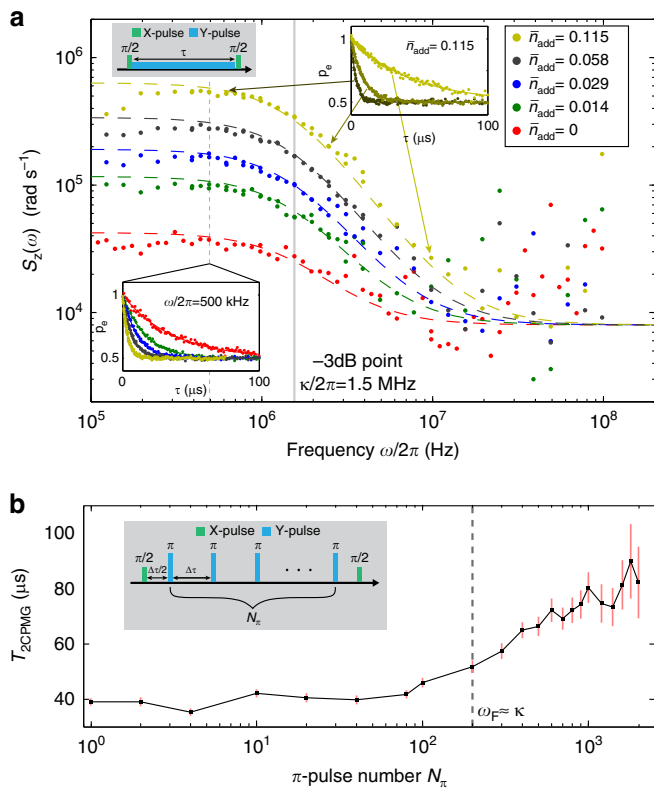 a
X-pulse Y-pulse
π/2 τ π/2
n̄add = 0.115
pe
1
0.5
0 100
τ (μs)
n̄add = 0.115
n̄add = 0.058
n̄add = 0.029
n̄add = 0.014
n̄add = 0
10⁶
10⁵
10⁴
Sz(ω) (rad s⁻¹)
ω/2π=500 kHz
pe
1
0.5
0 100
τ (μs)
−3dB point
κ/2π=1.5 MHz
10⁵ 10⁶ 10⁷ 10⁸
Frequency ω/2π (Hz)
b
X-pulse Y-pulse
π/2 π π π π π/2
Δτ/2 Δτ · · ·
Nπ
100
80
60
40
T2CPMG (μs)
ωF ≈ κ
10⁰ 10¹ 10² 10³
π-pulse number Nπ